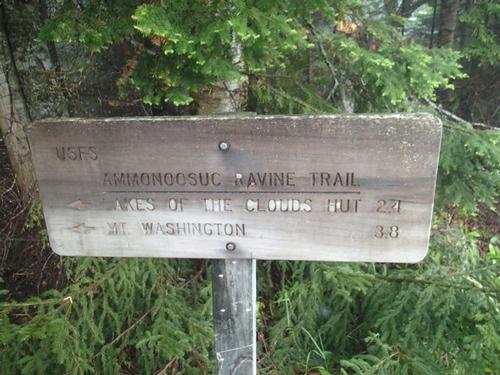 USFS
AMMONOOSUC RAVINE TRAIL
LAKES OF THE CLOUDS HUT 2.4
MT. WASHINGTON 3.8